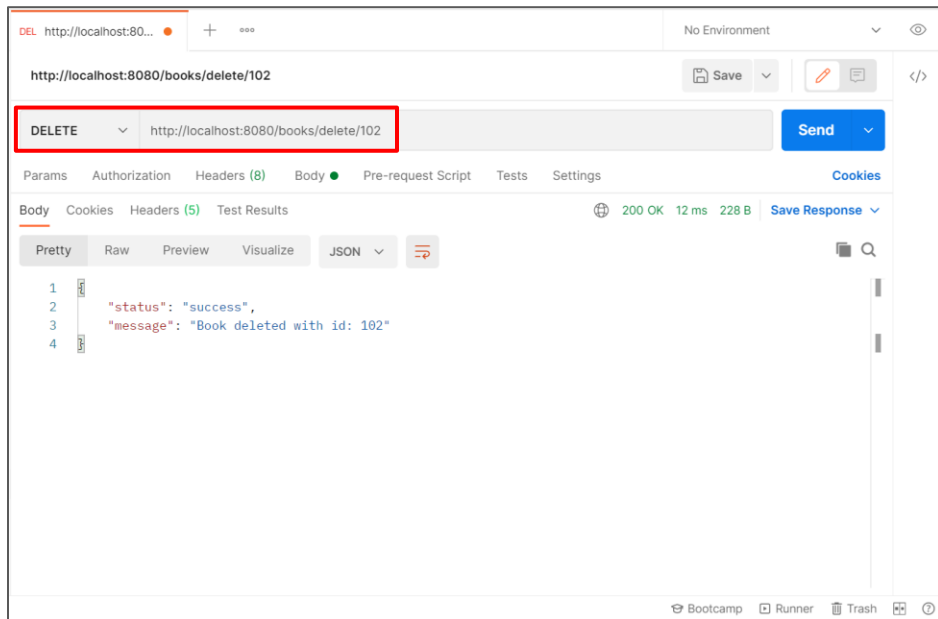 DEL http://localhost:80... No Environment
http://localhost:8080/books/delete/102 Save </>
DELETE http://localhost:8080/books/delete/102 Send
Params Authorization Headers (8) Body Pre-request Script Tests Settings Cookies
Body Cookies Headers (5) Test Results 200 OK 12 ms 228 B Save Response
Pretty Raw Preview Visualize JSON
1 {
2 "status": "success",
3 "message": "Book deleted with id: 102"
4 }
Bootcamp Runner Trash